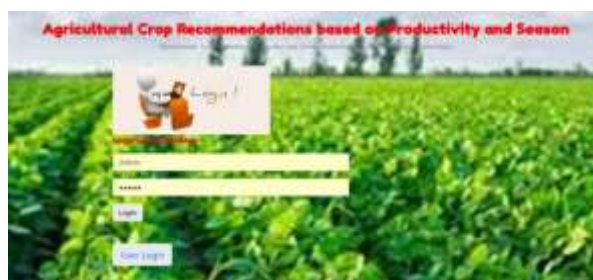 Agricultural Crop Recommendations based on Productivity and Season
Login !
admin
•••••
Login
User Login